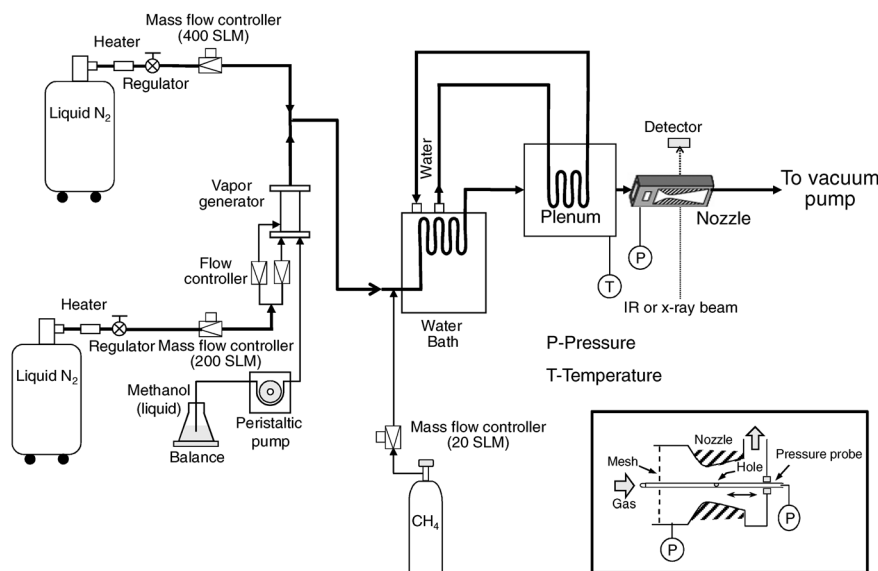 Mass flow controller
(400 SLM)
Heater
Regulator
Liquid N2
Vapor
generator
Flow
controller
Heater
Regulator
Mass flow controller
(200 SLM)
Liquid N2
Methanol
(liquid)
Balance
Peristaltic
pump
Water
Water
Bath
Mass flow controller
(20 SLM)
CH4
Plenum
T
P
Detector
Nozzle
To vacuum
pump
IR or x-ray beam
P-Pressure
T-Temperature
Nozzle
Mesh
Hole
Pressure probe
Gas
P
P